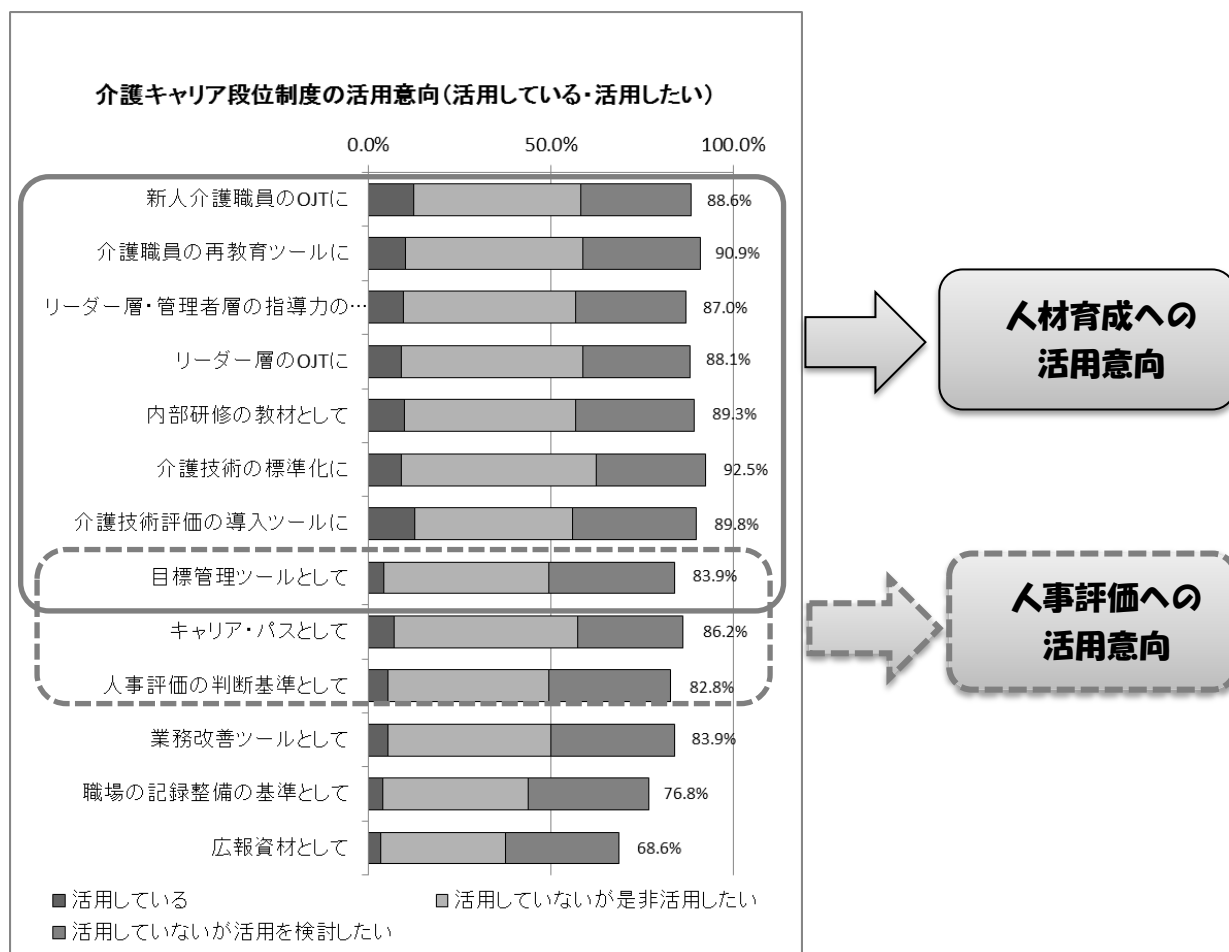 介護キャリア段位制度の活用意向(活用している・活用したい)
0.0% 50.0% 100.0%
新人介護職員のOJTに 88.6%
介護職員の再教育ツールに 90.9%
リーダー層・管理者層の指導力の… 87.0%
リーダー層のOJTに 88.1%
内部研修の教材として 89.3%
介護技術の標準化に 92.5%
介護技術評価の導入ツールに 89.8%
目標管理ツールとして 83.9%
キャリア・パスとして 86.2%
人事評価の判断基準として 82.8%
業務改善ツールとして 83.9%
職場の記録整備の基準として 76.8%
広報資材として 68.6%
活用している 活用していないが是非活用したい
活用していないが活用を検討したい
人材育成への
活用意向
人事評価への
活用意向